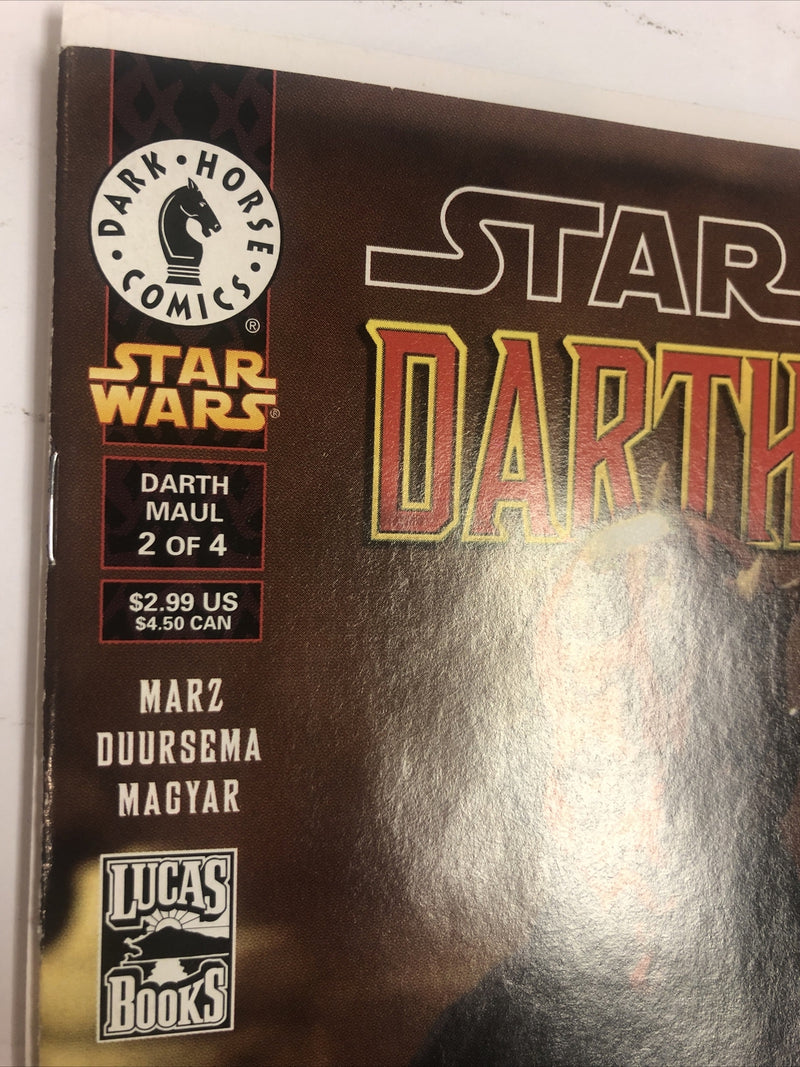 DARK • HORSE • COMICS •
®
STAR
WARS®
DARTH
MAUL
2 OF 4
$2.99 US
$4.50 CAN
MARZ
DUURSEMA
MAGYAR
LUCAS
BOOKS
STAR
DARTH